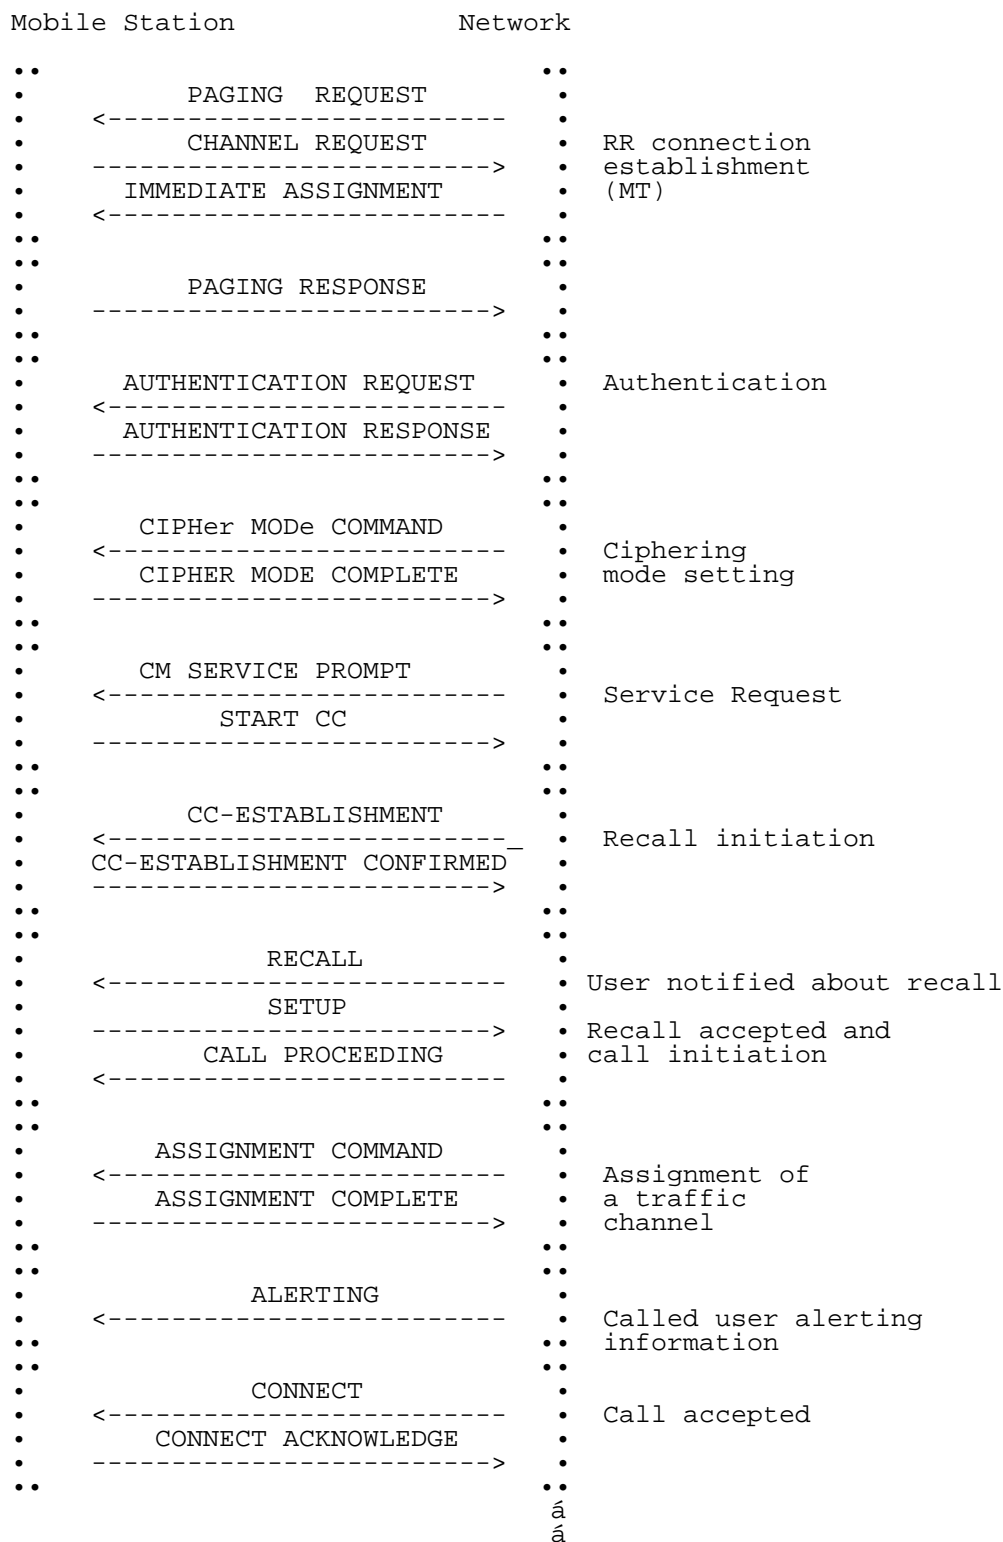 Mobile Station Network
•• ••
• PAGING REQUEST •
• <------------------------- •
• CHANNEL REQUEST • RR connection
• -------------------------> • establishment
• IMMEDIATE ASSIGNMENT • (MT)
• <------------------------- •
•• ••
•• ••
• PAGING RESPONSE •
• -------------------------> •
•• ••
•• ••
• AUTHENTICATION REQUEST • Authentication
• <------------------------- •
• AUTHENTICATION RESPONSE •
• -------------------------> •
•• ••
•• ••
• CIPHer MODe COMMAND •
• <------------------------- • Ciphering
• CIPHER MODE COMPLETE • mode setting
• -------------------------> •
•• ••
•• ••
• CM SERVICE PROMPT •
• <------------------------- • Service Request
• START CC •
• -------------------------> •
•• ••
•• ••
• CC-ESTABLISHMENT •
• <-------------------------_ • Recall initiation
• CC-ESTABLISHMENT CONFIRMED •
• -------------------------> •
•• ••
•• ••
• RECALL •
• <------------------------- • User notified about recall
• SETUP •
• -------------------------> • Recall accepted and
• CALL PROCEEDING • call initiation
• <------------------------- •
•• ••
•• ••
• ASSIGNMENT COMMAND •
• <------------------------- • Assignment of
• ASSIGNMENT COMPLETE • a traffic
• -------------------------> • channel
•• ••
•• ••
• ALERTING •
• <------------------------- • Called user alerting
•• •• information
•• ••
• CONNECT •
• <------------------------- • Call accepted
• CONNECT ACKNOWLEDGE •
• -------------------------> •
•• ••
á
á